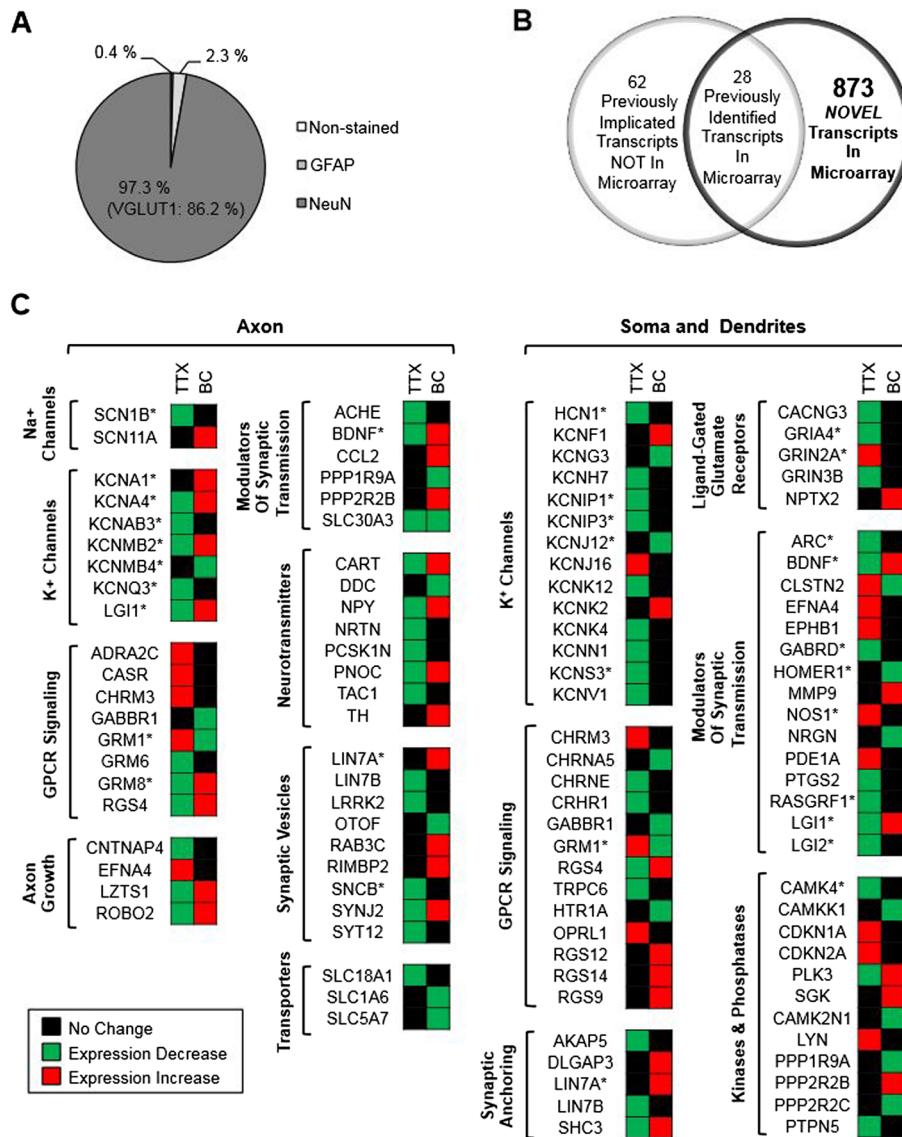 A
0.4 %
2.3 %
97.3 %
(VGLUT1: 86.2 %)
Non-stained
GFAP
NeuN
B
62
Previously
Implicated
Transcripts
NOT In
Microarray
28
Previously
Identified
Transcripts
In
Microarray
873
NOVEL
Transcripts
In
Microarray
C
Axon
Na+
Channels
TTX
BC
SCN1B*
SCN11A
K+ Channels
KCNA1*
KCNA4*
KCNAB3*
KCNMB2*
KCNMB4*
KCNQ3*
LGI1*
GPCR Signaling
ADRA2C
CASR
CHRM3
GABBR1
GRM1*
GRM6
GRM8*
RGS4
Axon
Growth
CNTNAP4
EFNA4
LZTS1
ROBO2
Modulators
Of Synaptic
Transmission
TTX
BC
ACHE
BDNF*
CCL2
PPP1R9A
PPP2R2B
SLC30A3
Neurotransmitters
CART
DDC
NPY
NRTN
PCSK1N
PNOC
TAC1
TH
Synaptic Vesicles
LIN7A*
LIN7B
LRRK2
OTOF
RAB3C
RIMBP2
SNCB*
SYNJ2
SYT12
Transporters
SLC18A1
SLC1A6
SLC5A7
No Change
Expression Decrease
Expression Increase
Soma and Dendrites
K+ Channels
TTX
BC
HCN1*
KCNF1
KCNG3
KCNH7
KCNIP1*
KCNIP3*
KCNJ12*
KCNJ16
KCNK12
KCNK2
KCNK4
KCNN1
KCNS3*
KCNV1
GPCR Signaling
CHRM3
CHRNA5
CHRNE
CRHR1
GABBR1
GRM1*
RGS4
TRPC6
HTR1A
OPRL1
RGS12
RGS14
RGS9
Synaptic
Anchoring
AKAP5
DLGAP3
LIN7A*
LIN7B
SHC3
Ligand-Gated
Glutamate
Receptors
TTX
BC
CACNG3
GRIA4*
GRIN2A*
GRIN3B
NPTX2
Modulators
Of Synaptic
Transmission
ARC*
BDNF*
CLSTN2
EFNA4
EPHB1
GABRD*
HOMER1*
MMP9
NOS1*
NRGN
PDE1A
PTGS2
RASGRF1*
LGI1*
LGI2*
Kinases & Phosphatases
CAMK4*
CAMKK1
CDKN1A
CDKN2A
PLK3
SGK
CAMK2N1
LYN
PPP1R9A
PPP2R2B
PPP2R2C
PTPN5